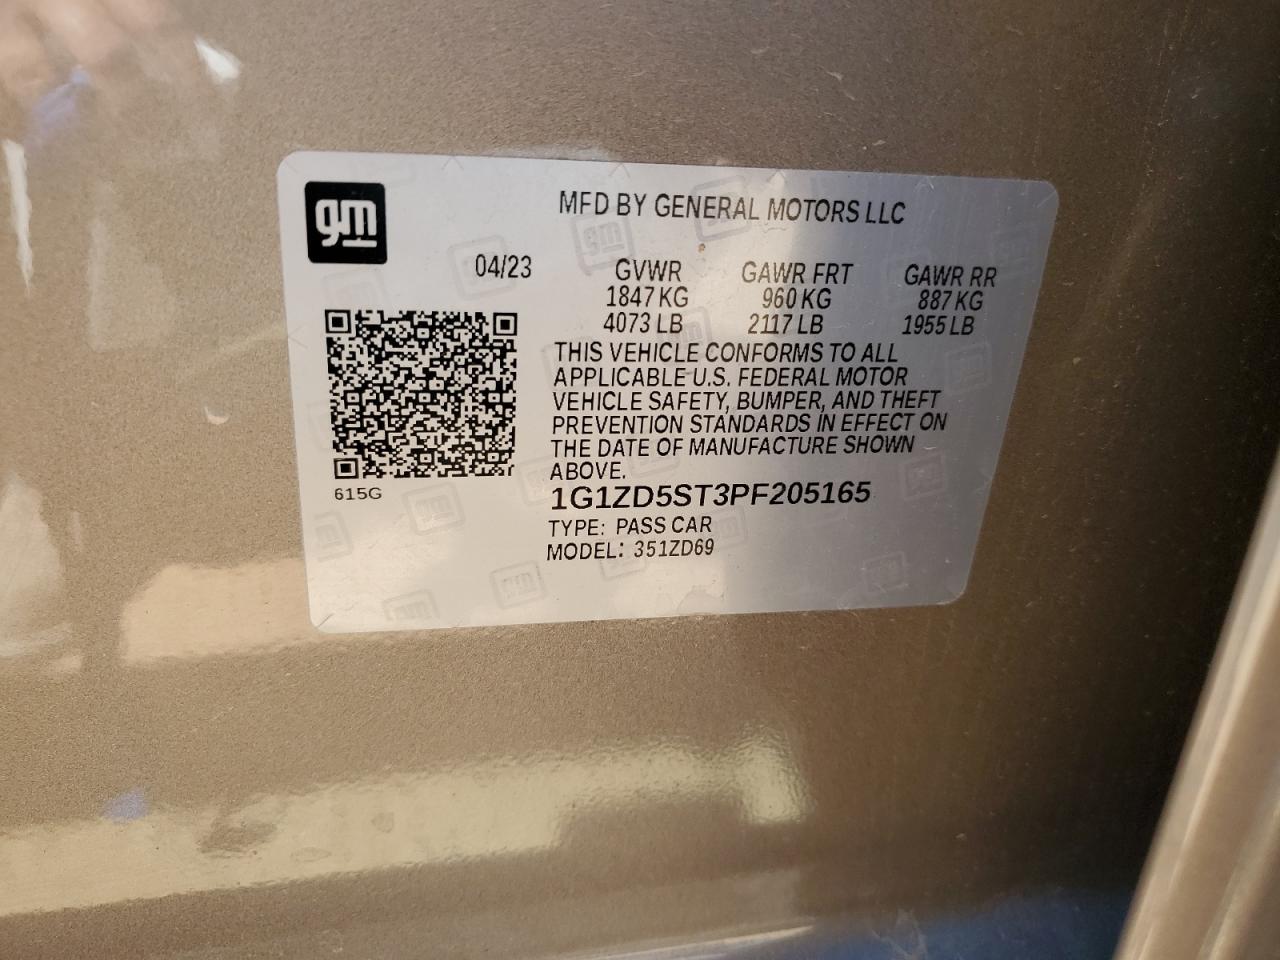 gm
MFD BY GENERAL MOTORS LLC
04/23 GVWR GAWR FRT GAWR RR
1847 KG 960 KG 887 KG
4073 LB 2117 LB 1955 LB
THIS VEHICLE CONFORMS TO ALL
APPLICABLE U.S. FEDERAL MOTOR
VEHICLE SAFETY, BUMPER, AND THEFT
PREVENTION STANDARDS IN EFFECT ON
THE DATE OF MANUFACTURE SHOWN
ABOVE.
615G
1G1ZD5ST3PF205165
TYPE: PASS CAR
MODEL: 351ZD69